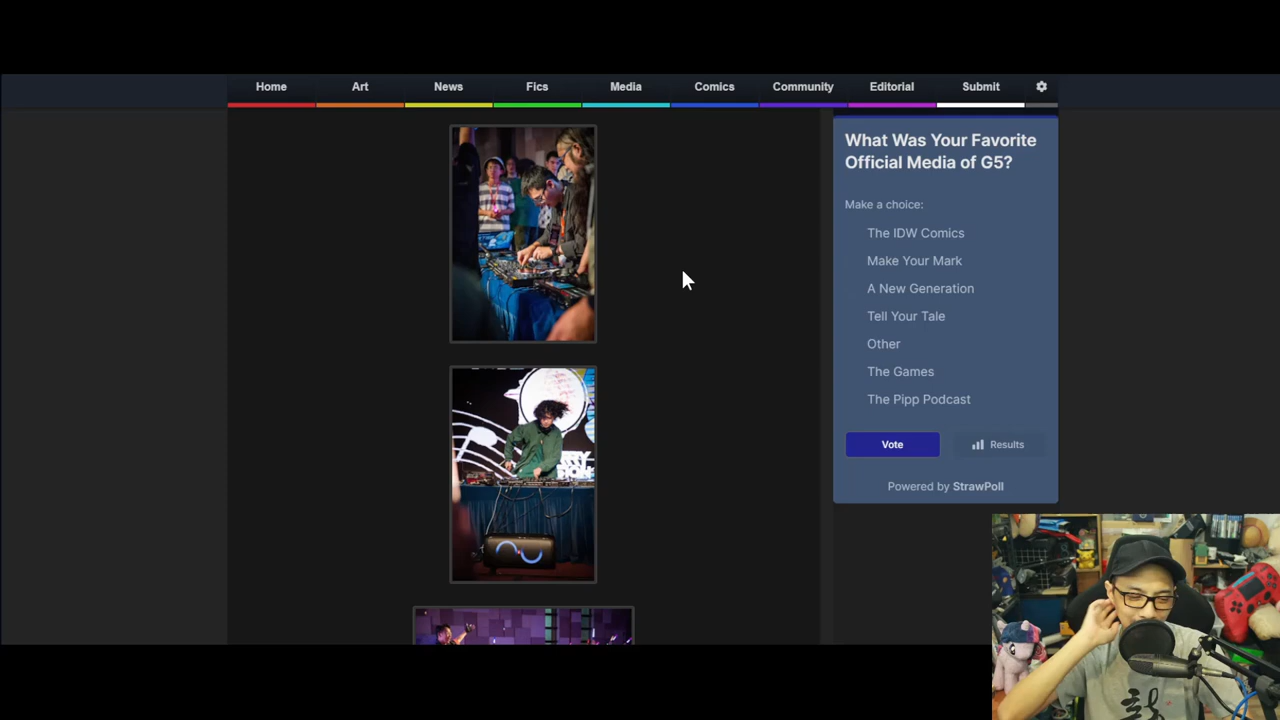 Home Art News Fics Media Comics Community Editorial Submit
What Was Your Favorite
Official Media of G5?
Make a choice:
The IDW Comics
Make Your Mark
A New Generation
Tell Your Tale
Other
The Games
The Pipp Podcast
Vote Results
Powered by StrawPoll